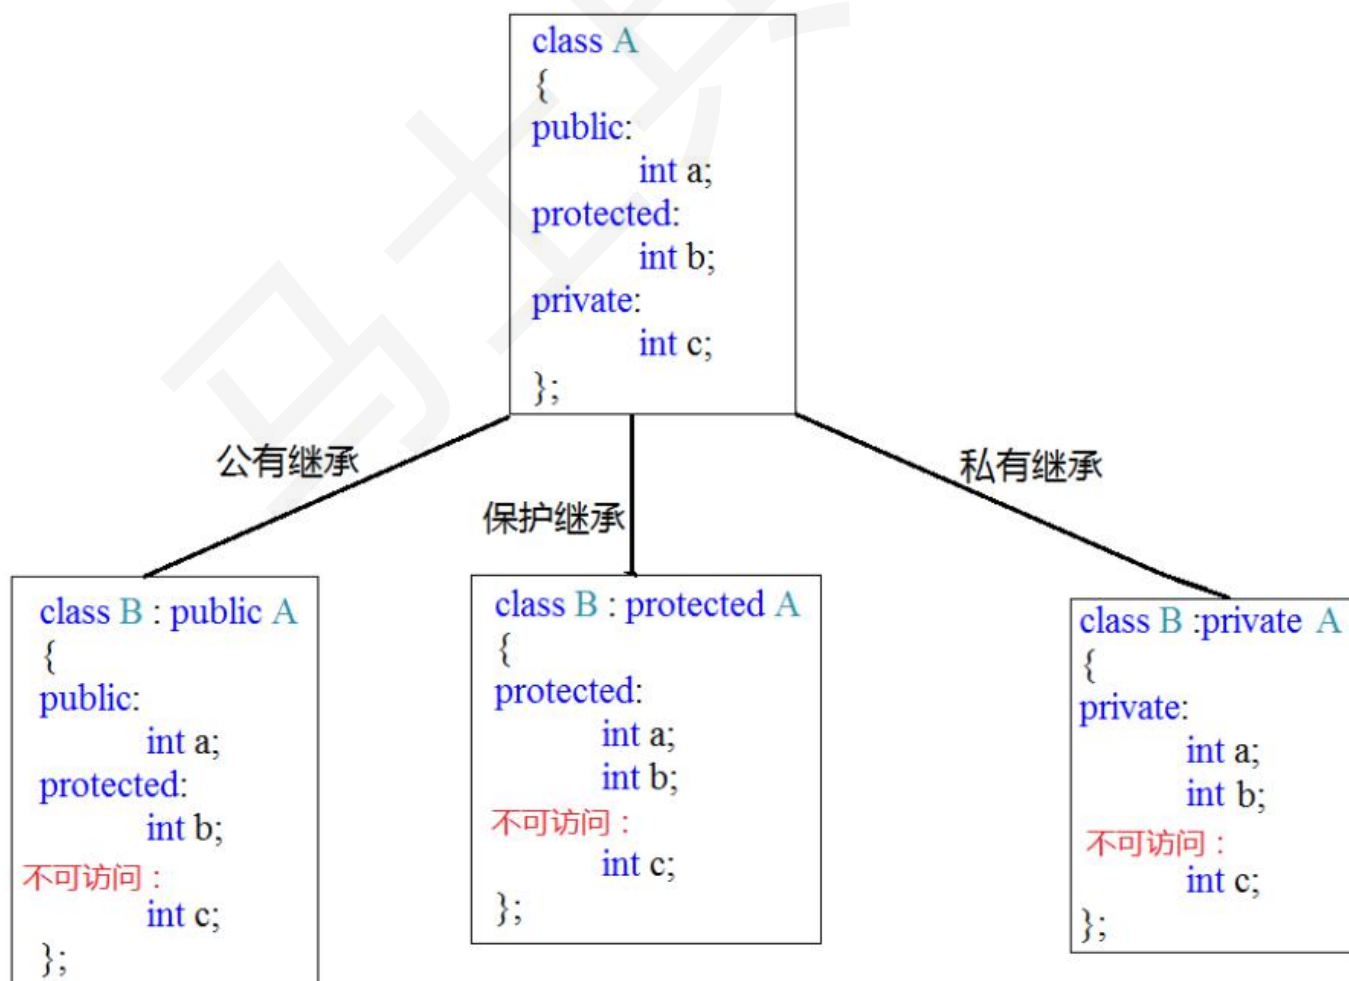 class A
{
public:
int a;
protected:
int b;
private:
int c;
};
公有继承
保护继承
私有继承
class B : public A
{
public:
int a;
protected:
int b;
不可访问：
int c;
};
class B : protected A
{
protected:
int a;
int b;
不可访问：
int c;
};
class B :private A
{
private:
int a;
int b;
不可访问：
int c;
};